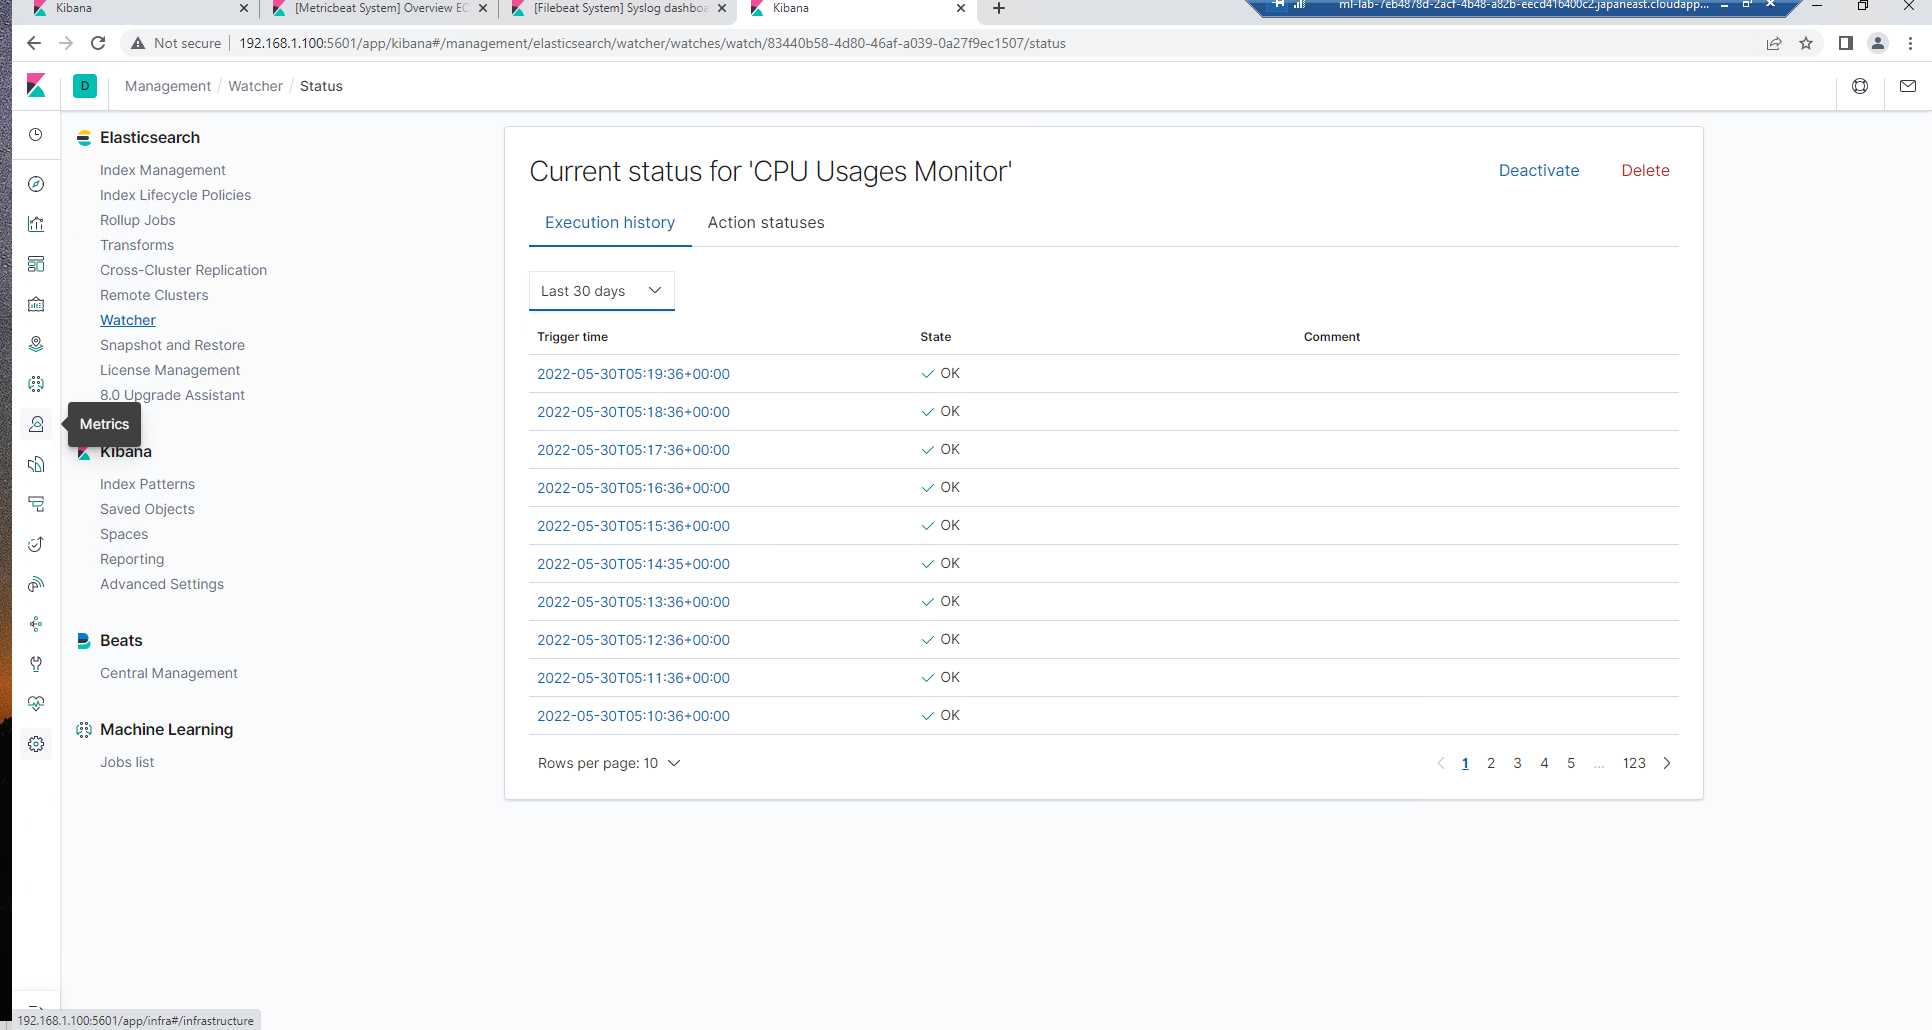 Kibana
[Metricbeat System] Overview EC
[Filebeat System] Syslog dashboa
Kibana
ml-lab-7eb4878d-2acf-4b48-a82b-eecd416400c2.japaneast.cloudapp...
Not secure
192.168.1.100:5601/app/kibana#/management/elasticsearch/watcher/watches/watch/83440b58-4d80-46af-a039-0a27f9ec1507/status
D
Management / Watcher / Status
Elasticsearch
Index Management
Index Lifecycle Policies
Rollup Jobs
Transforms
Cross-Cluster Replication
Remote Clusters
Watcher
Snapshot and Restore
License Management
8.0 Upgrade Assistant
Metrics
Kibana
Index Patterns
Saved Objects
Spaces
Reporting
Advanced Settings
Beats
Central Management
Machine Learning
Jobs list
Current status for 'CPU Usages Monitor'
Deactivate
Delete
Execution history
Action statuses
Last 30 days
Trigger time State Comment
2022-05-30T05:19:36+00:00 OK
2022-05-30T05:18:36+00:00 OK
2022-05-30T05:17:36+00:00 OK
2022-05-30T05:16:36+00:00 OK
2022-05-30T05:15:36+00:00 OK
2022-05-30T05:14:35+00:00 OK
2022-05-30T05:13:36+00:00 OK
2022-05-30T05:12:36+00:00 OK
2022-05-30T05:11:36+00:00 OK
2022-05-30T05:10:36+00:00 OK
Rows per page: 10
1 2 3 4 5 ... 123
192.168.1.100:5601/app/infra#/infrastructure